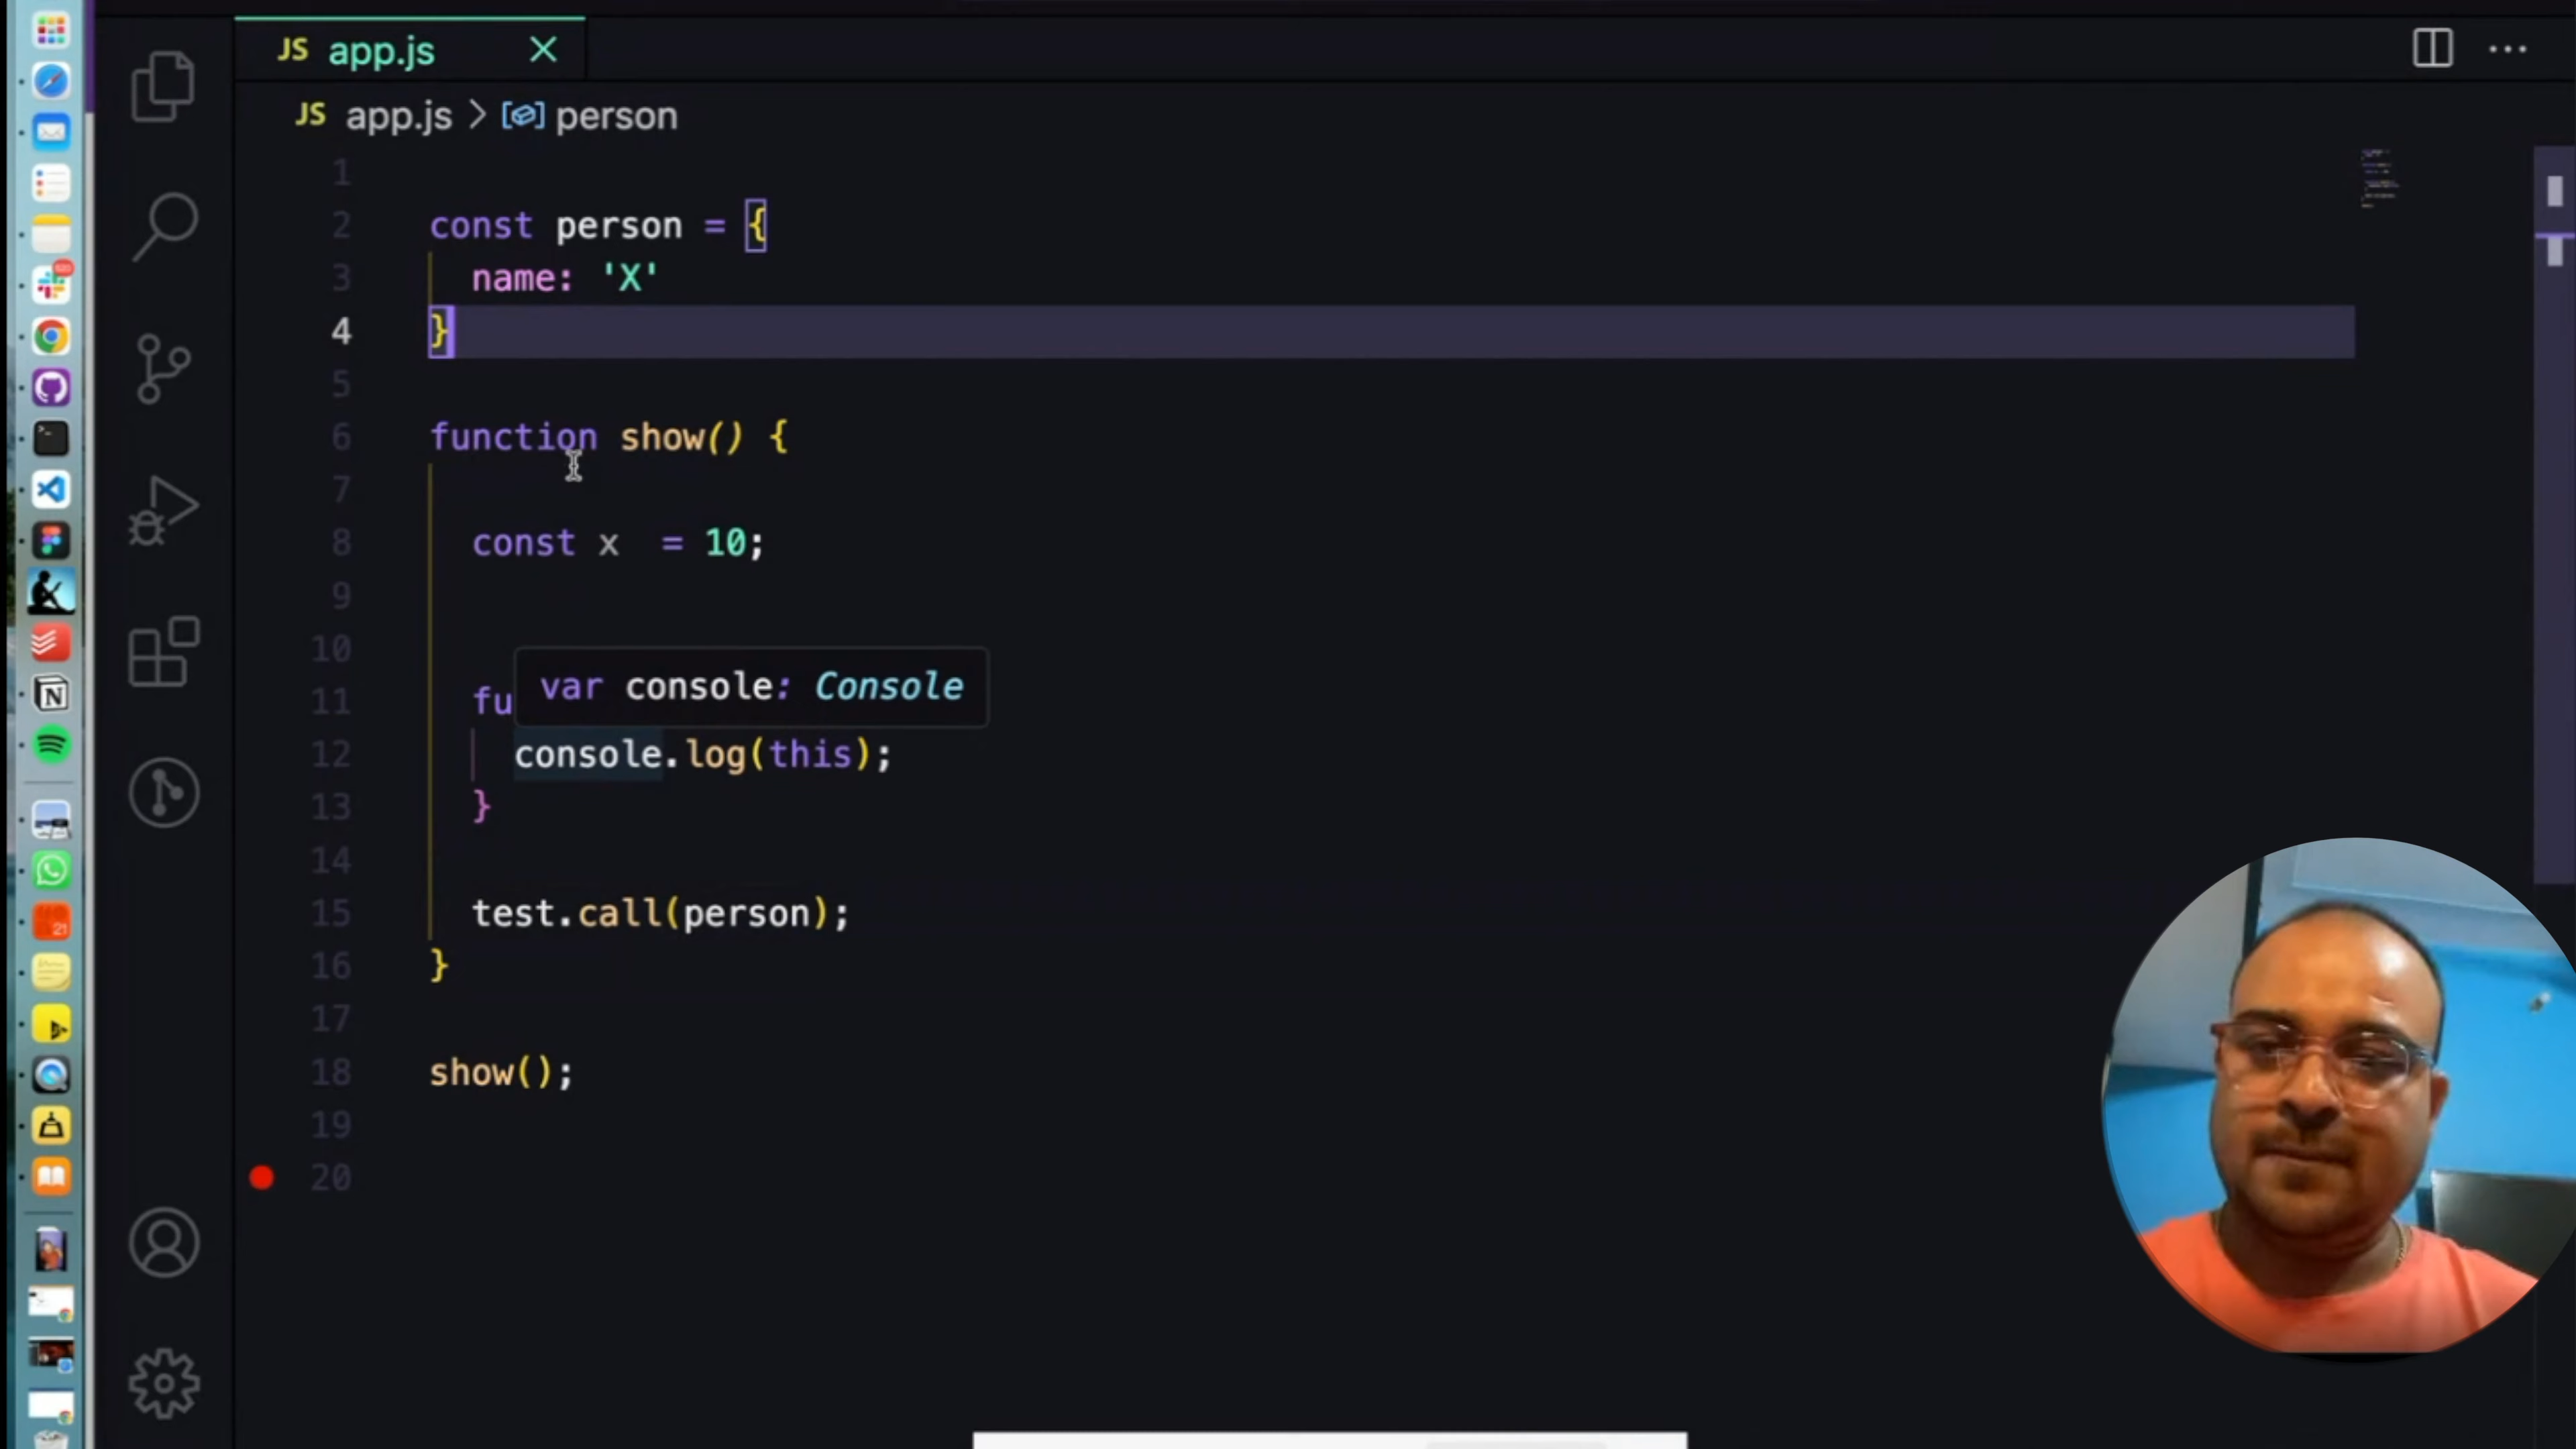 JS app.js
JS app.js > person
1
2 const person = {
3 name: 'X'
4 }
5
6 function show() {
7
8 const x = 10;
9
10
var console: Console
11 fu
12 console.log(this);
13 }
14
15 test.call(person);
16 }
17
18 show();
19
20
21